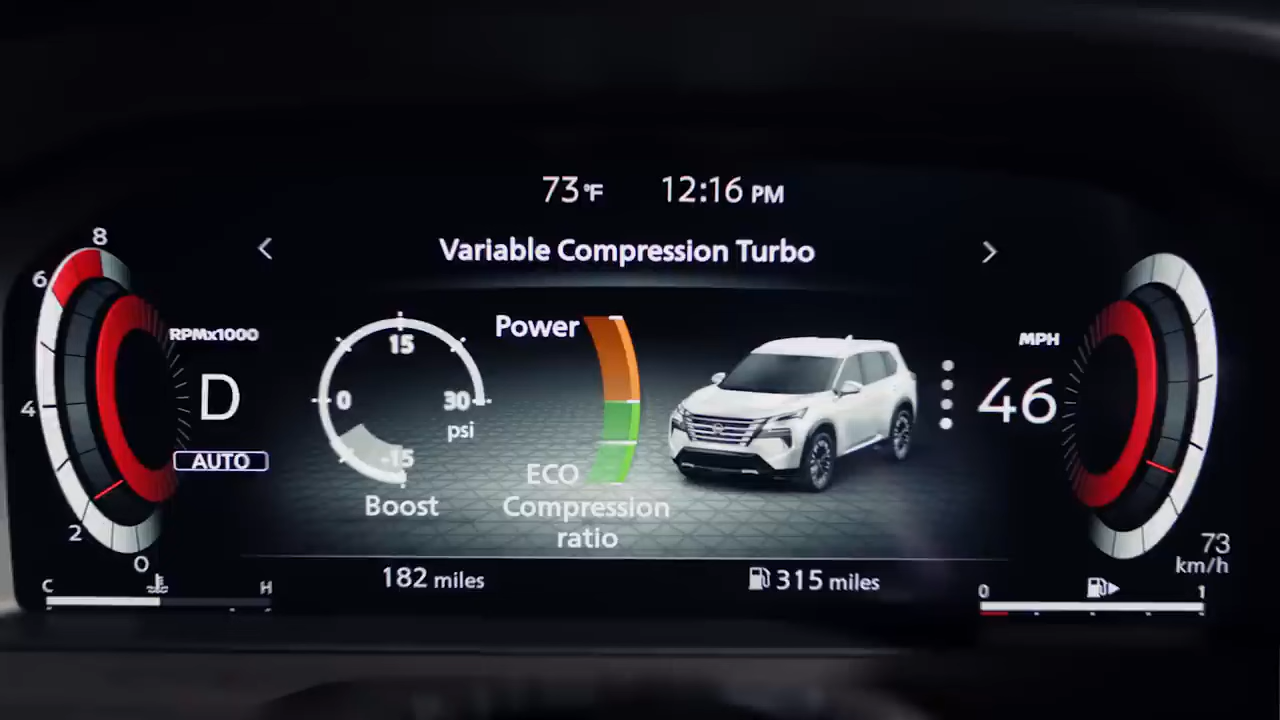 73°F 12:16 PM
Variable Compression Turbo
8
6
4
2
0
RPMx1000
D
AUTO
15
0
30
psi
-15
Boost
Power
ECO
Compression
ratio
MPH
46
73
km/h
C H
182 miles
315 miles
0 1